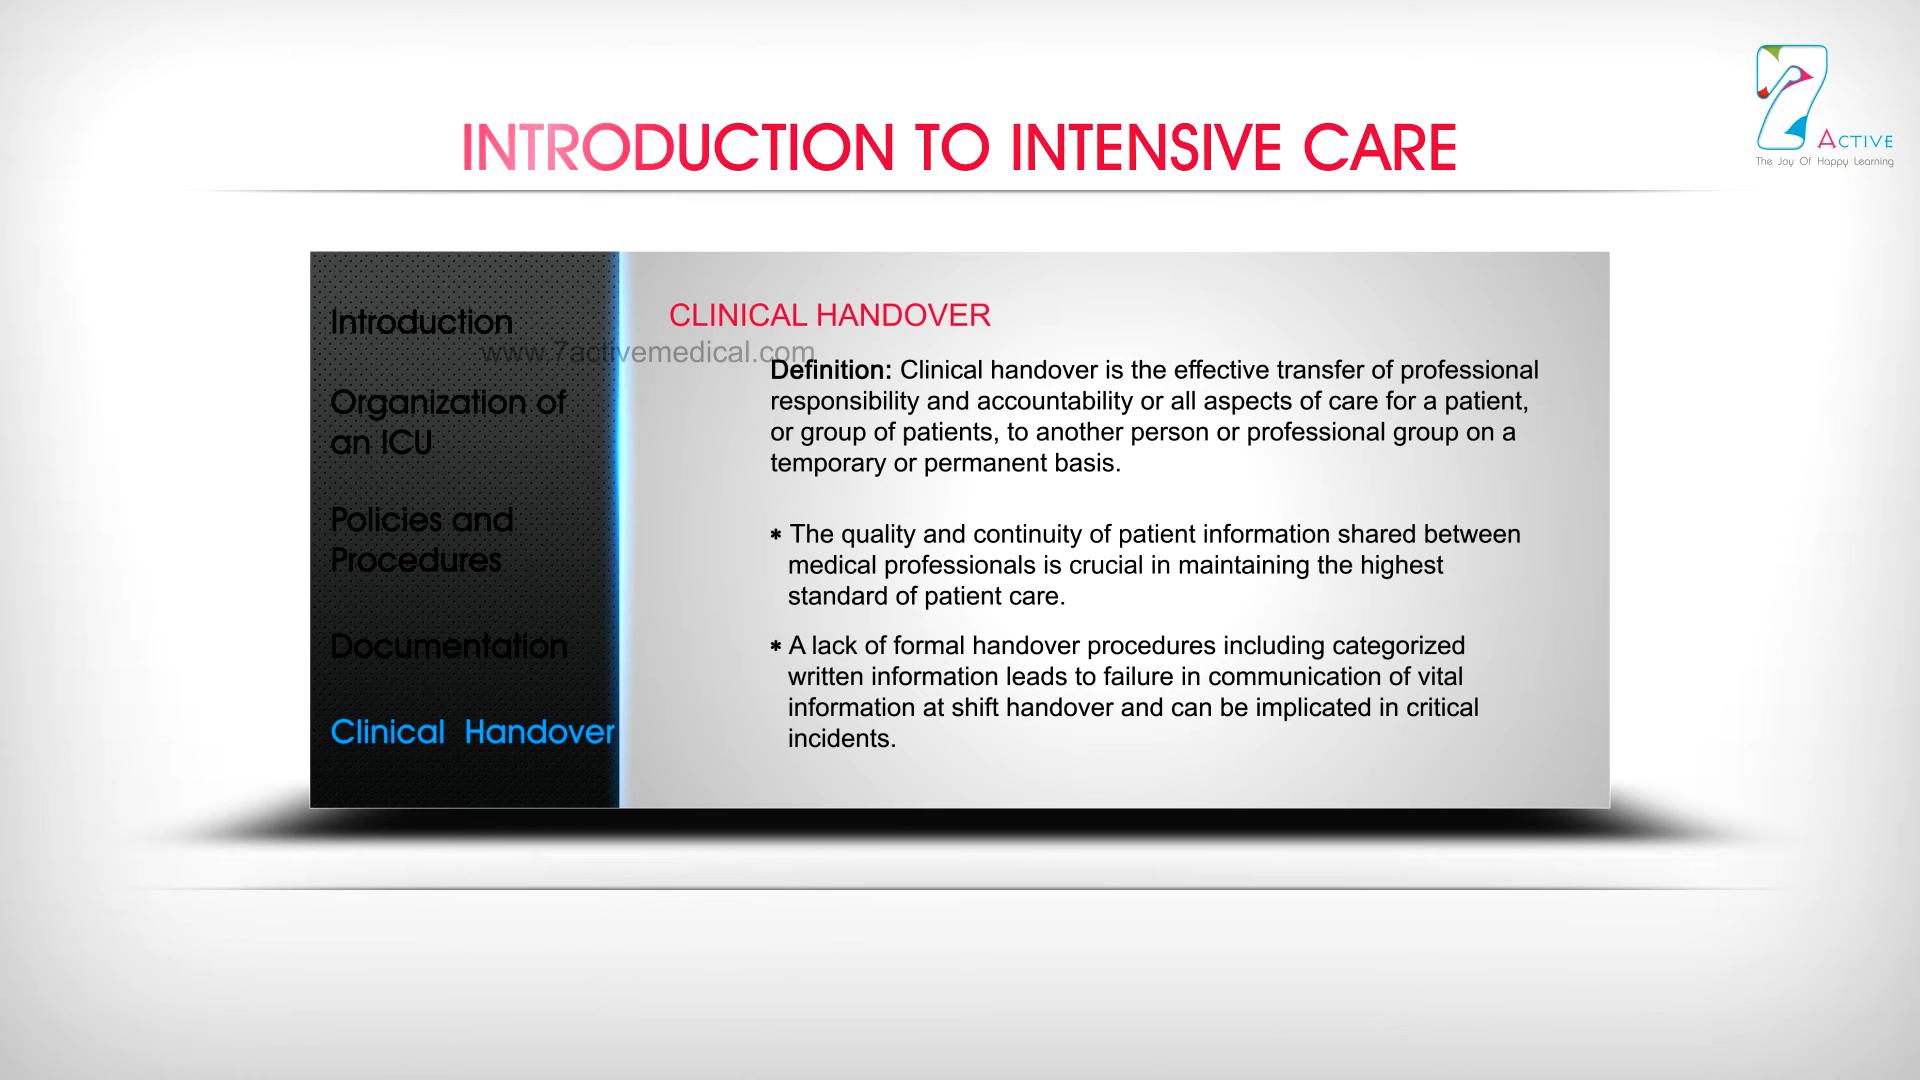 7 ACTIVE
The Joy Of Happy Learning
INTRODUCTION TO INTENSIVE CARE
Introduction
Organization of
an ICU
Policies and
Procedures
Documentation
Clinical Handover
CLINICAL HANDOVER
www.7activemedical.com
Definition: Clinical handover is the effective transfer of professional
responsibility and accountability or all aspects of care for a patient,
or group of patients, to another person or professional group on a
temporary or permanent basis.
* The quality and continuity of patient information shared between
medical professionals is crucial in maintaining the highest
standard of patient care.
* A lack of formal handover procedures including categorized
written information leads to failure in communication of vital
information at shift handover and can be implicated in critical
incidents.